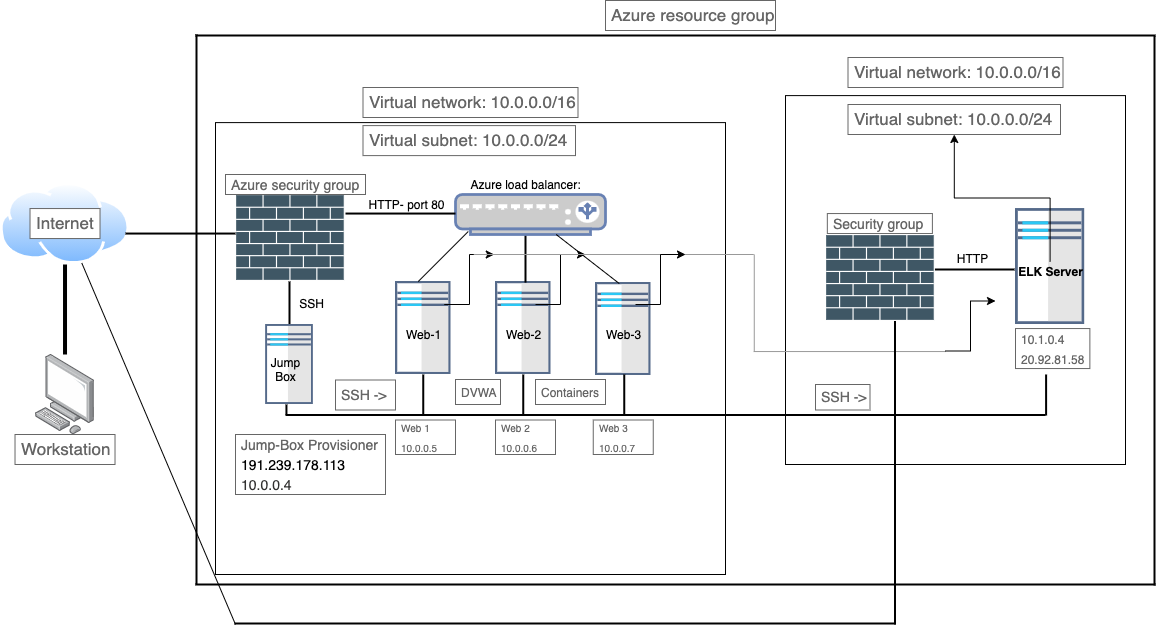 Azure resource group
Virtual network: 10.0.0.0/16
Virtual network: 10.0.0.0/16
Virtual subnet: 10.0.0.0/24
Virtual subnet: 10.0.0.0/24
Azure security group
Azure load balancer:
HTTP- port 80
Internet
Security group
HTTP
ELK Server
SSH
Web-1
Web-2
Web-3
Jump
Box
10.1.0.4
20.92.81.58
SSH ->
DVWA
Containers
SSH ->
Workstation
Jump-Box Provisioner
191.239.178.113
10.0.0.4
Web 1
10.0.0.5
Web 2
10.0.0.6
Web 3
10.0.0.7